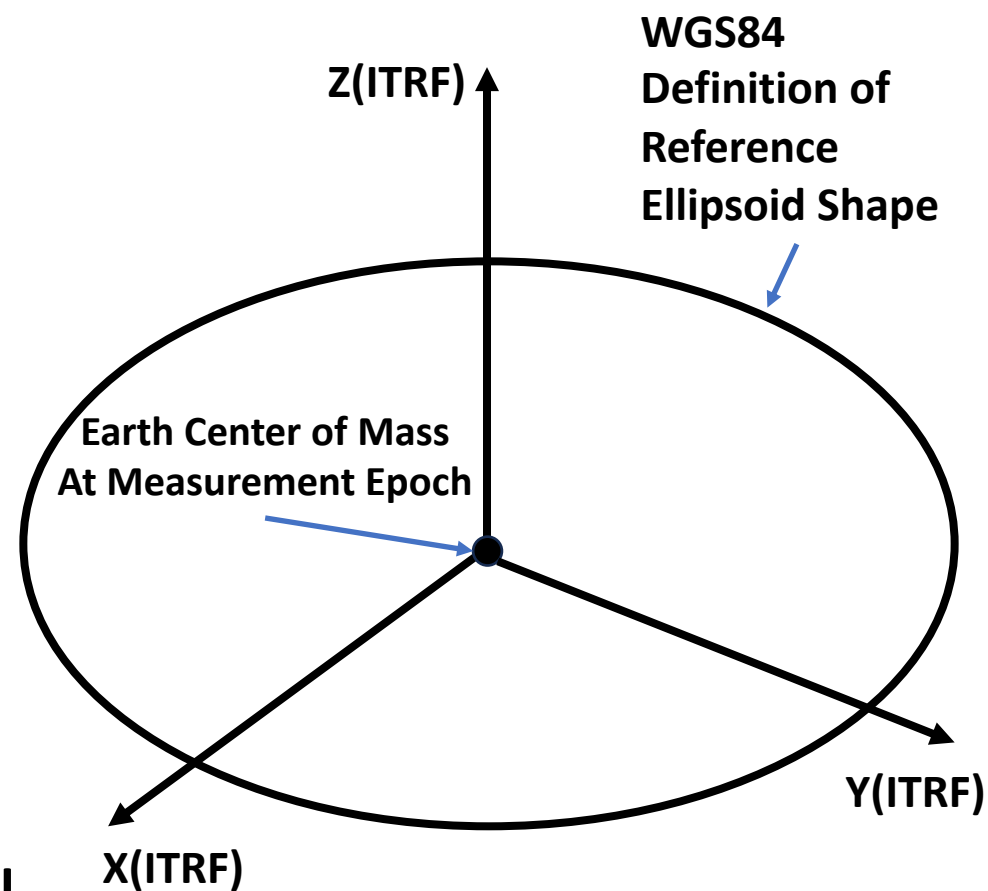 WGS84
Definition of
Reference
Ellipsoid Shape
Z(ITRF)
Earth Center of Mass
At Measurement Epoch
Y(ITRF)
X(ITRF)